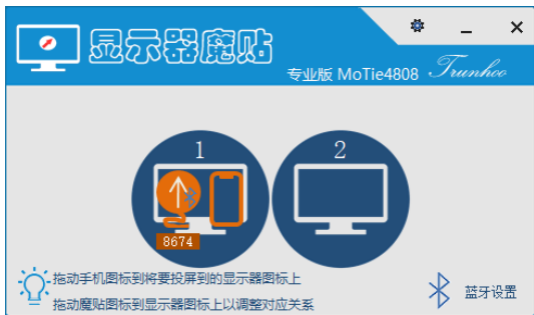 显示器魔贴
专业版 MoTie4808 Trunhoo
1
2
8674
拖动手机图标到将要投屏到的显示器图标上
拖动魔贴图标到显示器图标上以调整对应关系
蓝牙设置